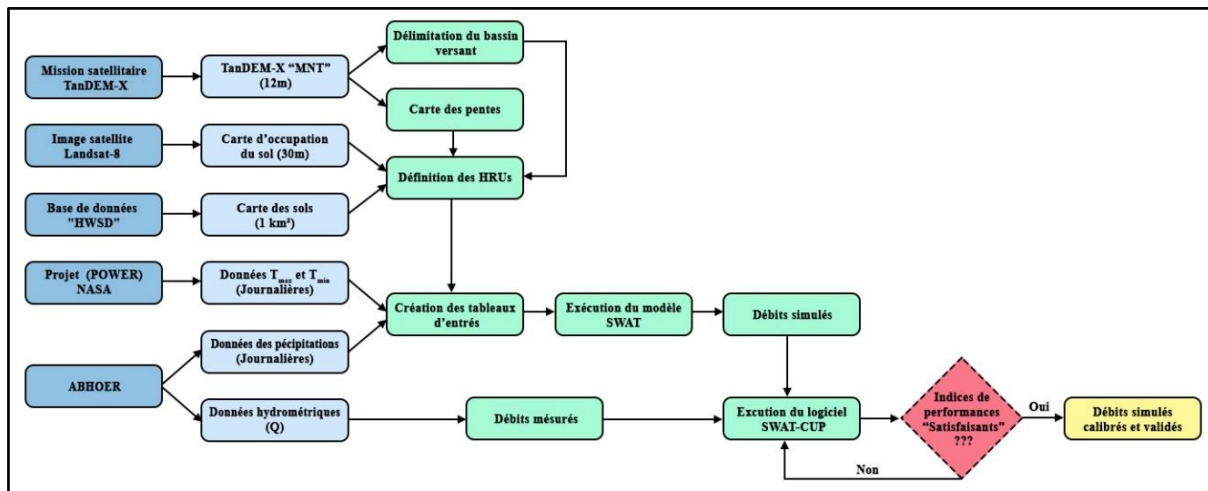 Mission satellitaire
TanDEM-X
TanDEM-X “MNT”
(12m)
Délimitation du bassin
versant
Carte des pentes
Image satellite
Landsat-8
Carte d’occupation
du sol (30m)
Définition des HRUs
Base de données
"HWSD"
Carte des sols
(1 km²)
Projet (POWER)
NASA
Données Tmax et Tmin
(Journalières)
Création des tableaux
d’entrés
Exécution du modèle
SWAT
Débits simulés
Données des pécipitations
(Journalières)
ABHOER
Données hydrométriques
(Q)
Débits mésurés
Excution du logiciel
SWAT-CUP
Indices de
performances
“Satisfaisants”
???
Oui
Non
Débits simulés
calibrés et validés